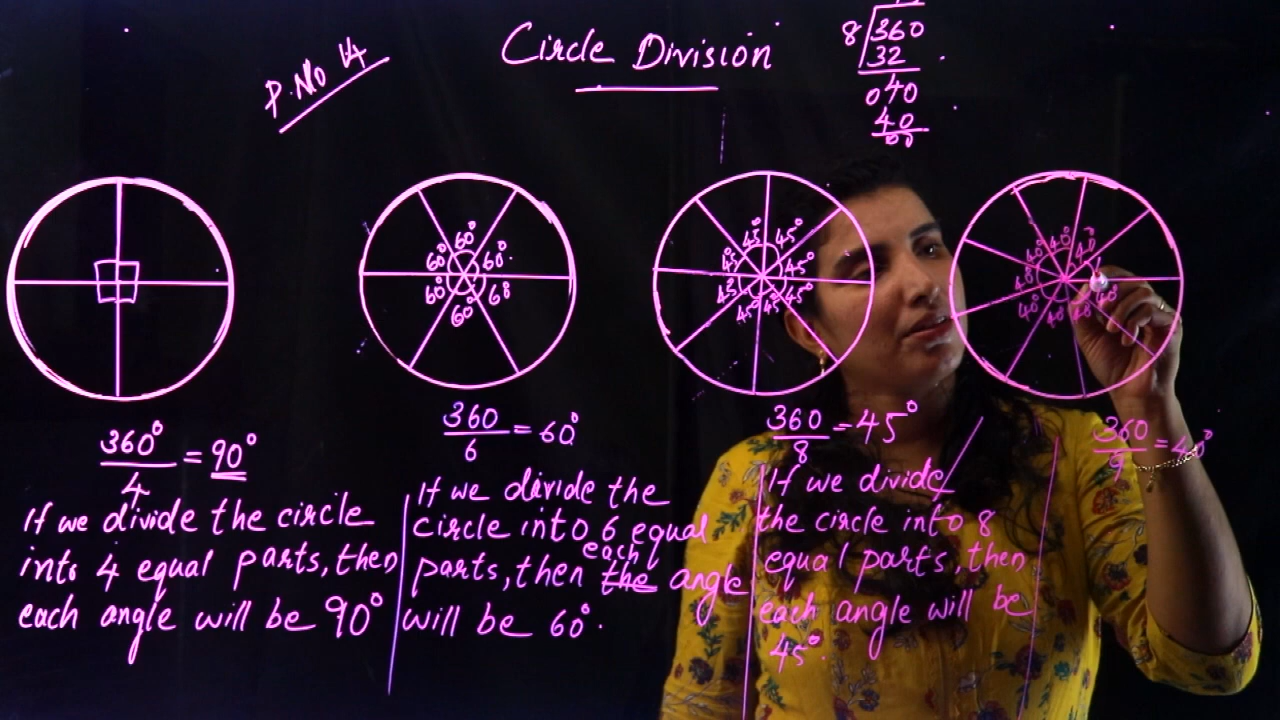 P.No 14
Circle Division
8 360
32
040
40
00
60° 60° 60° 60° 60° 60°
45° 45° 45° 45° 45° 45° 45° 45°
40° 40° 40° 40° 40° 40° 40° 40°
360°/4 = 90°
If we divide the circle
into 4 equal parts, then
each angle will be 90°
360/6 = 60°
If we divide the
circle into 6 equal
each
parts, then the angle
will be 60°.
360/8 = 45°
If we divide
the circle into 8
equal parts, then
each angle will be
45°.
360/9 = 40°